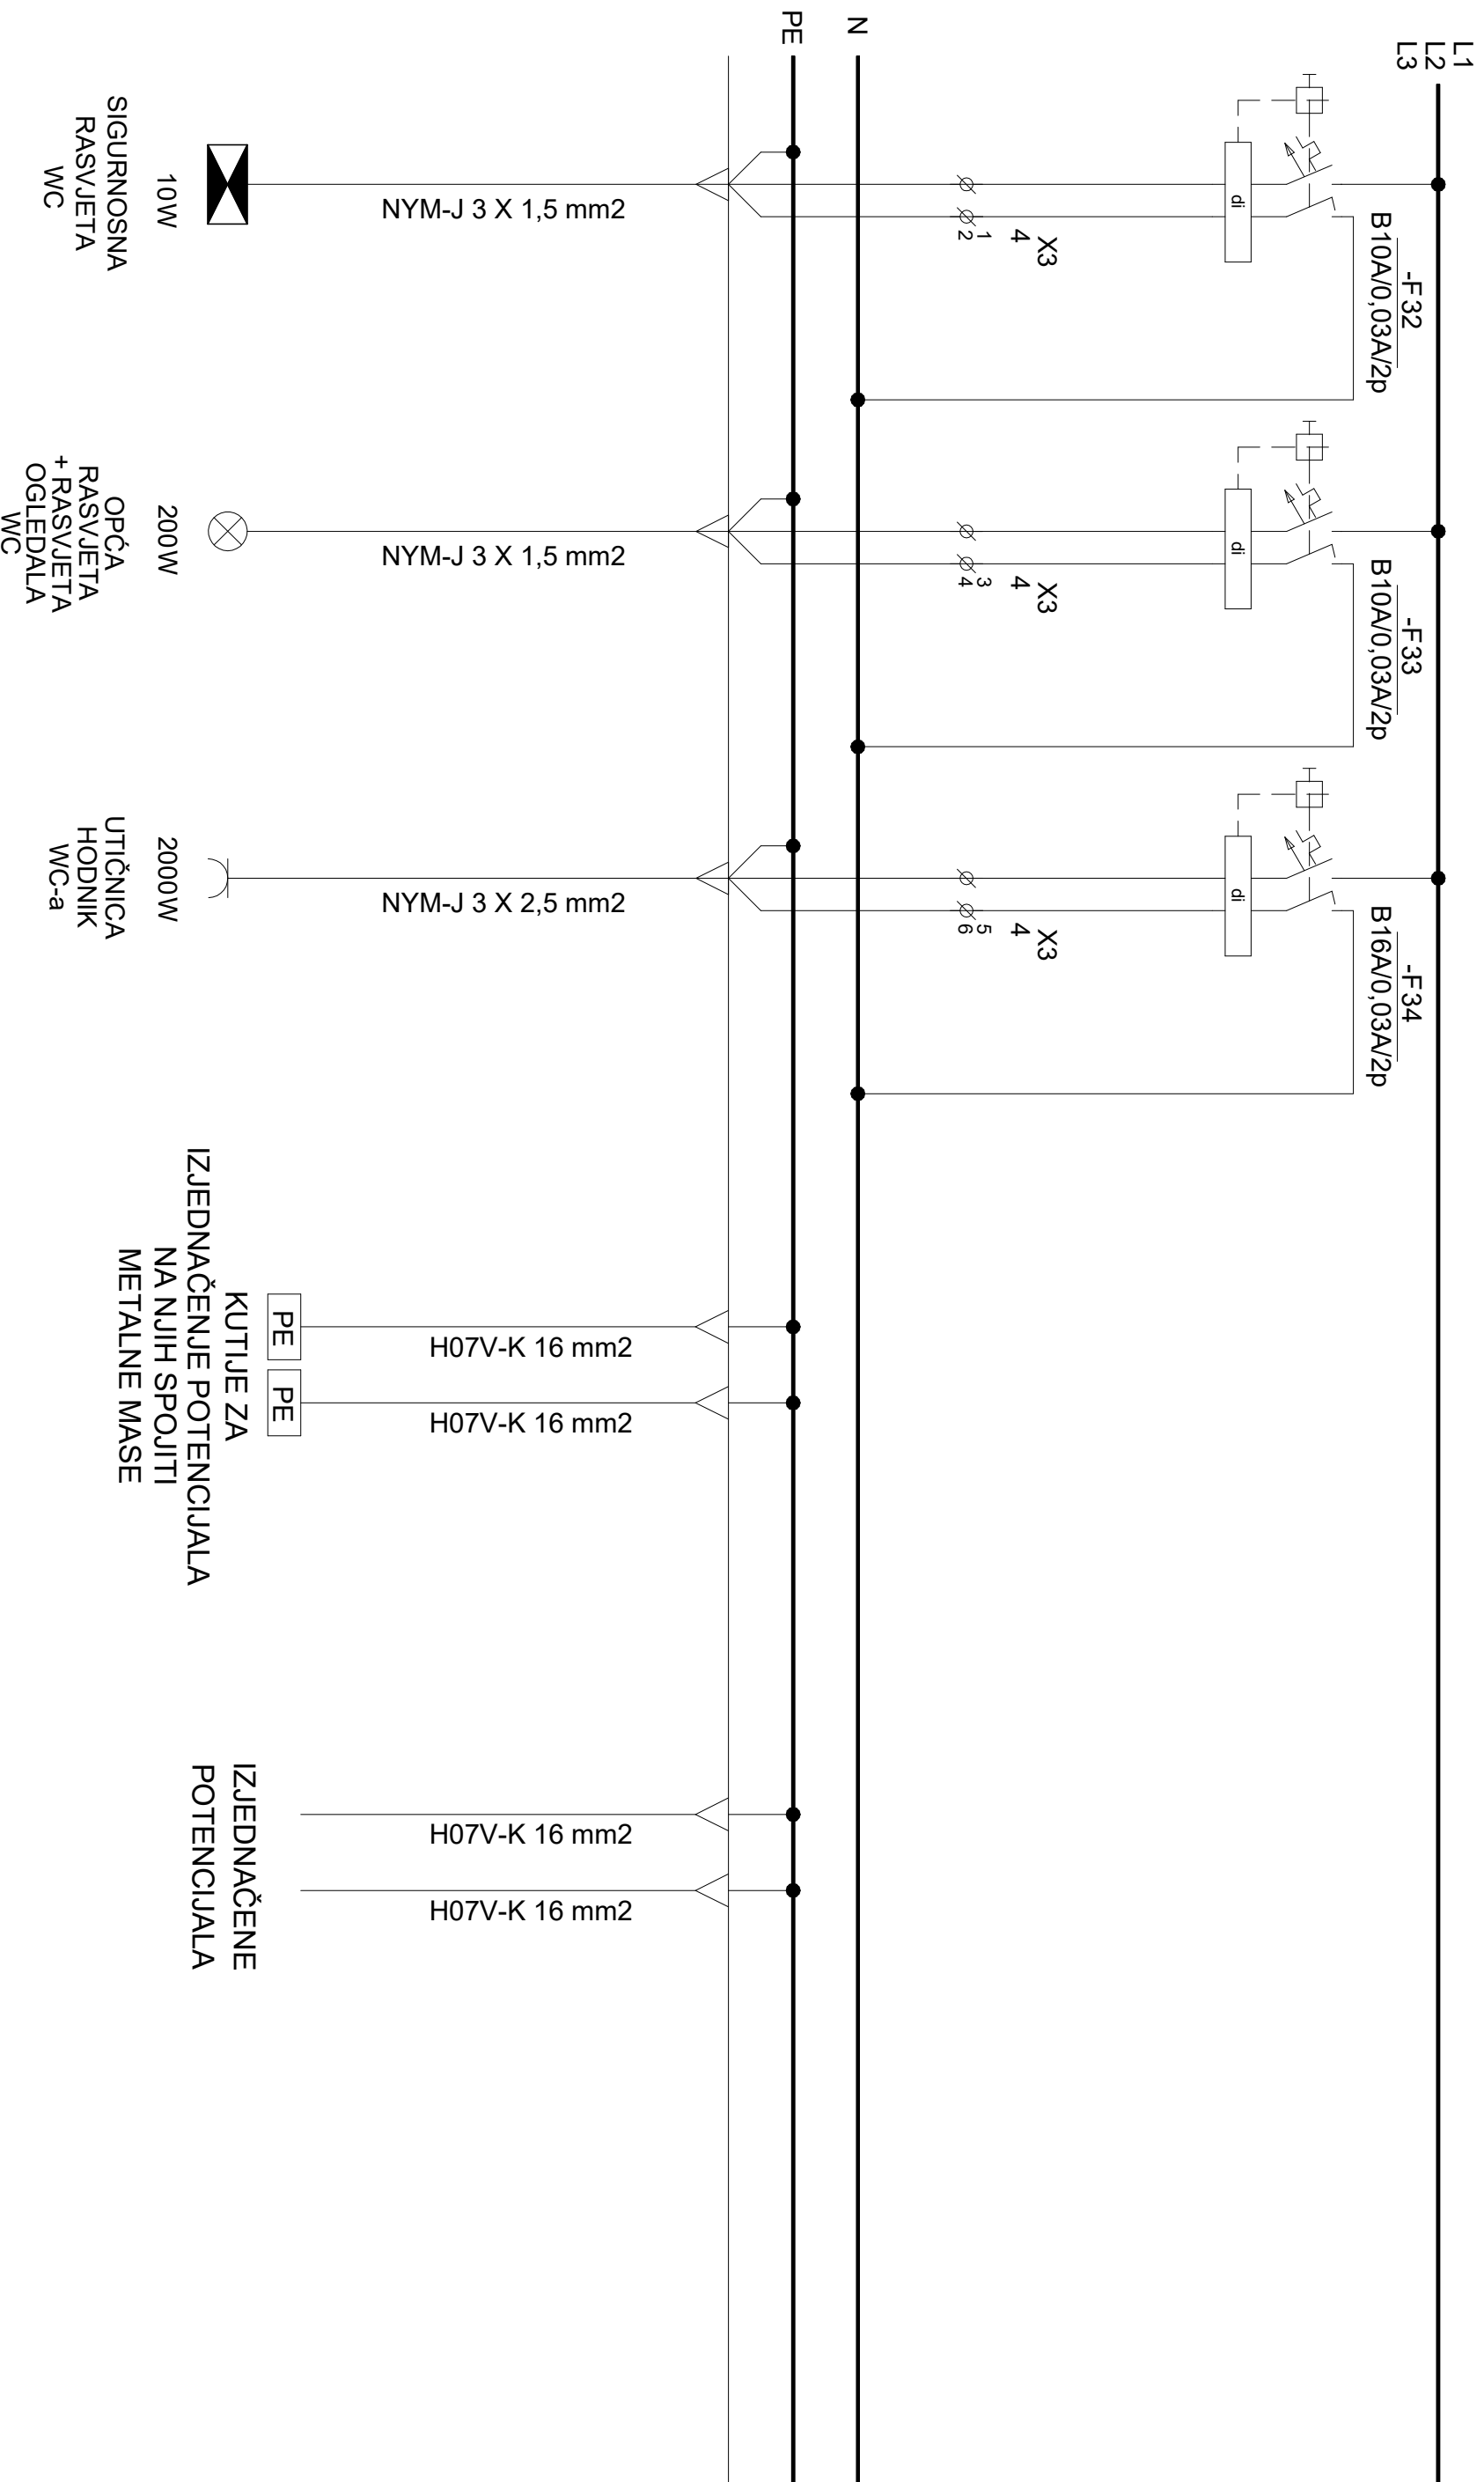 L1
L2
L3
-F32
B10A/0,03A/2p
-F33
B10A/0,03A/2p
-F34
B16A/0,03A/2p
di
di
di
X3
4
1
2
X3
4
3
4
X3
4
5
6
N
PE
NYM-J 3 X 1,5 mm2
NYM-J 3 X 1,5 mm2
NYM-J 3 X 2,5 mm2
H07V-K 16 mm2
H07V-K 16 mm2
H07V-K 16 mm2
H07V-K 16 mm2
10W
SIGURNOSNA
RASVJETA
WC
200W
OPĆA
RASVJETA
+ RASVJETA
OGLEDALA
WC
2000W
UTIČNICA
HODNIK
WC-a
PE
PE
KUTIJE ZA
IZJEDNAČENJE POTENCIJALA
NA NJIH SPOJITI
METALNE MASE
IZJEDNAČENE
POTENCIJALA